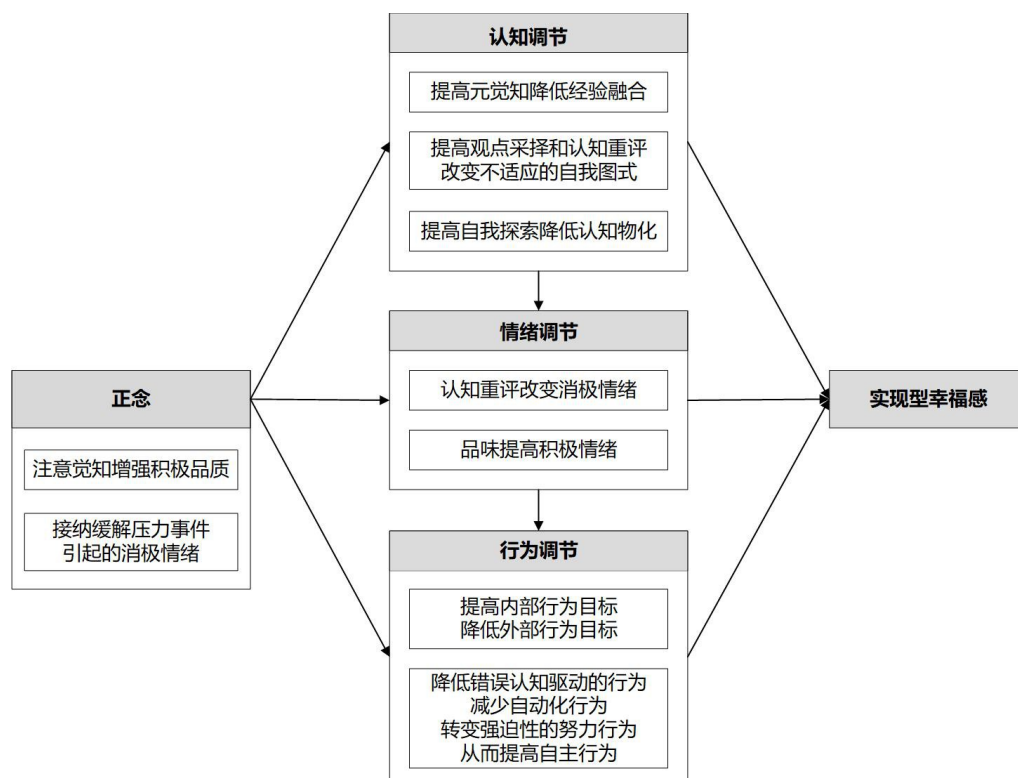 认知调节
提高元觉知降低经验融合
提高观点采择和认知重评
改变不适应的自我图式
提高自我探索降低认知物化
情绪调节
认知重评改变消极情绪
品味提高积极情绪
正念
注意觉知增强积极品质
接纳缓解压力事件
引起的消极情绪
实现型幸福感
行为调节
提高内部行为目标
降低外部行为目标
降低错误认知驱动的行为
减少自动化行为
转变强迫性的努力行为
从而提高自主行为